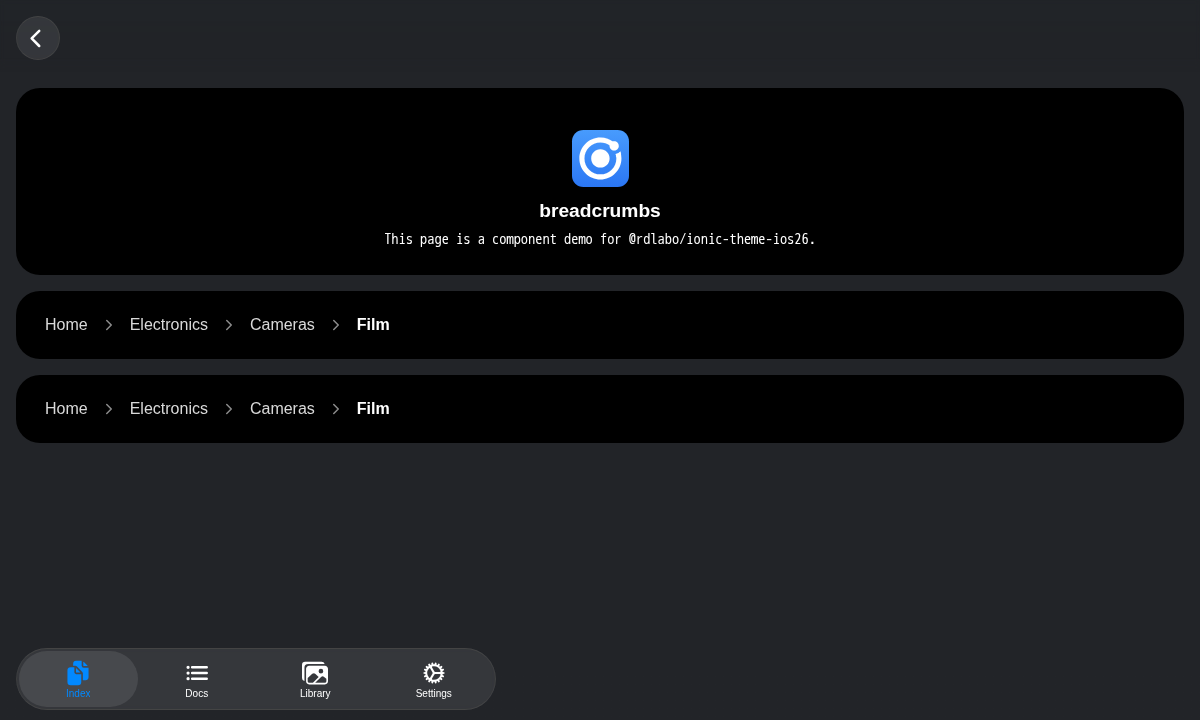 breadcrumbs
This page is a component demo for @rdlabo/ionic-theme-ios26.
Home Electronics Cameras Film
Home Electronics Cameras Film
Index Docs Library Settings